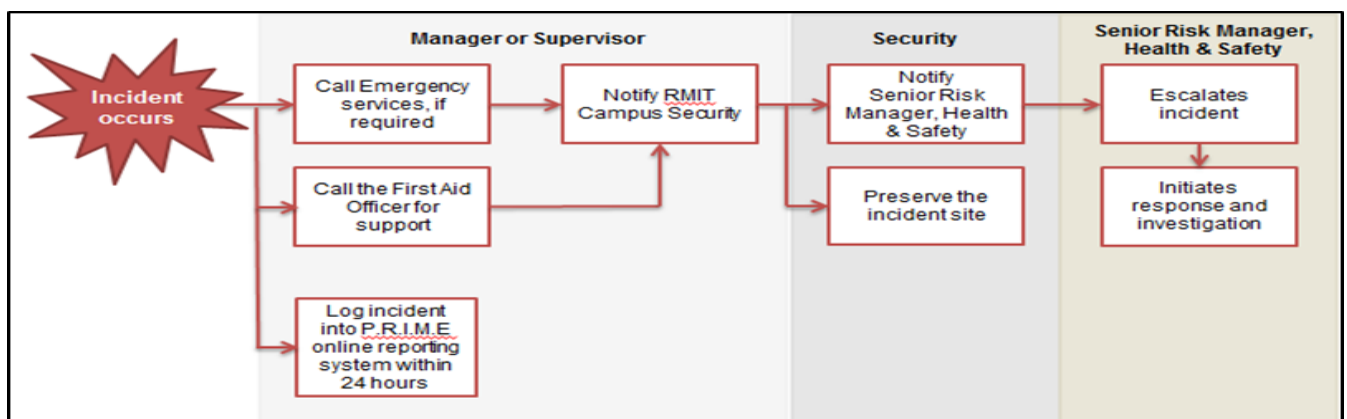 Manager or Supervisor
Security
Senior Risk Manager,
Health & Safety
Incident
occurs
Call Emergency
services, if
required
Notify RMIT
Campus Security
Notify
Senior Risk
Manager, Health
& Safety
Escalates
incident
Call the First Aid
Officer for
support
Preserve the
incident site
Initiates
response and
investigation
Log incident
into P.R.I.M.E
online reporting
system within
24 hours